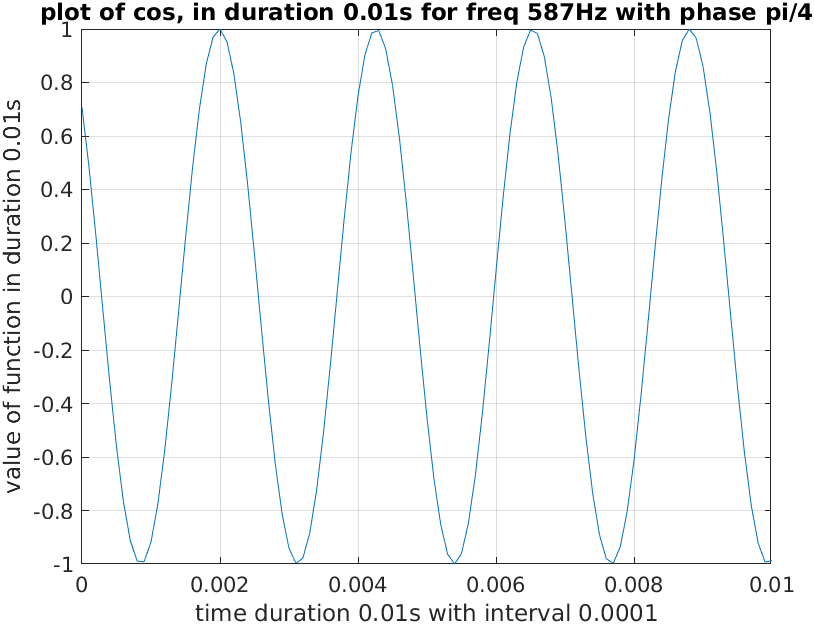 plot of cos, in duration 0.01s for freq 587Hz with phase pi/4
value of function in duration 0.01s
1
0.8
0.6
0.4
0.2
0
-0.2
-0.4
-0.6
-0.8
-1
0 0.002 0.004 0.006 0.008 0.01
time duration 0.01s with interval 0.0001